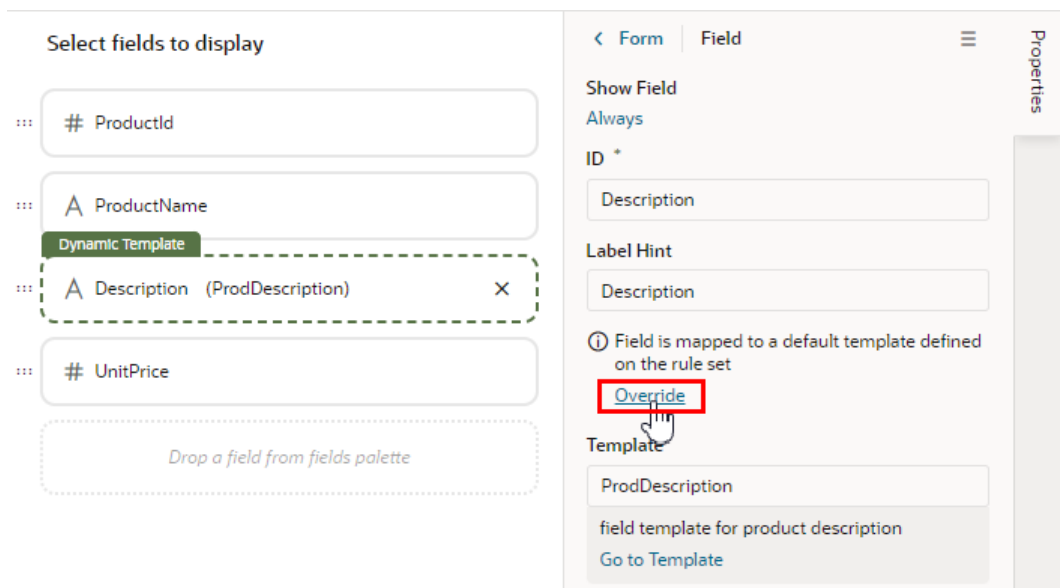 Select fields to display
# ProductId
A ProductName
Dynamic Template
A Description (ProdDescription)
# UnitPrice
Drop a field from fields palette
Form Field
Properties
Show Field
Always
ID *
Description
Label Hint
Description
Field is mapped to a default template defined
on the rule set
Override
Template
ProdDescription
field template for product description
Go to Template